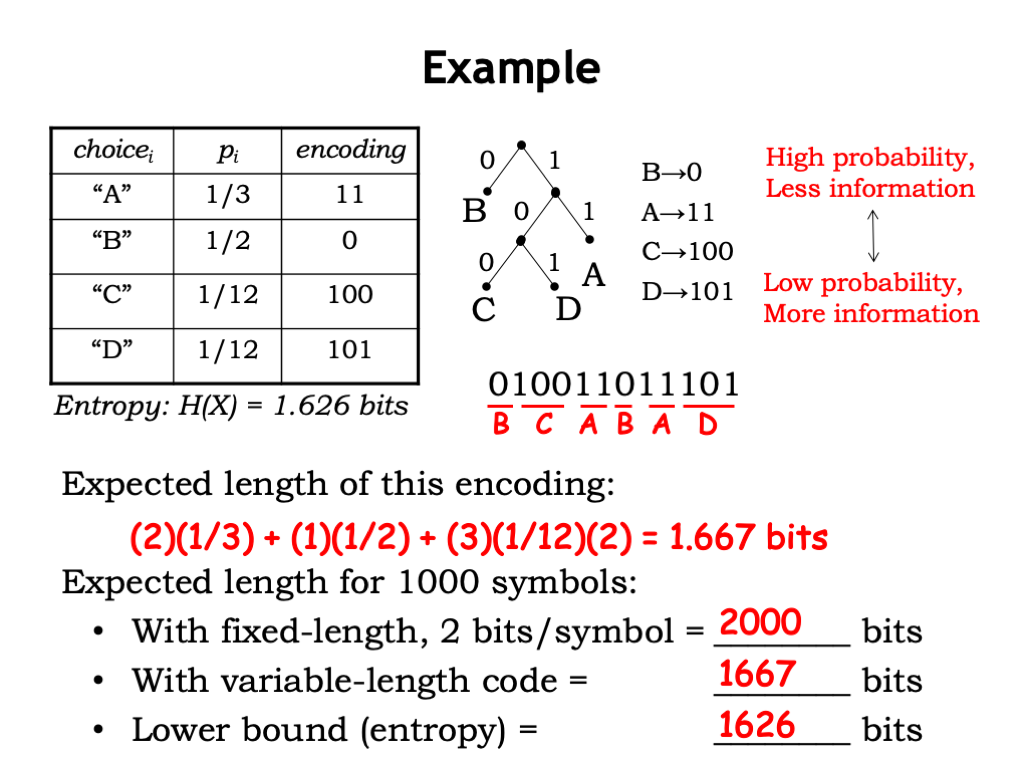 Example
choiceᵢ pᵢ encoding
“A” 1/3 11
“B” 1/2 0
“C” 1/12 100
“D” 1/12 101
Entropy: H(X) = 1.626 bits
0 1
B 0 1
0 1 A
C D
B→0
A→11
C→100
D→101
High probability,
Less information
Low probability,
More information
010011011101
B C A B A D
Expected length of this encoding:
(2)(1/3) + (1)(1/2) + (3)(1/12)(2) = 1.667 bits
Expected length for 1000 symbols:
• With fixed-length, 2 bits/symbol = 2000 bits
• With variable-length code = 1667 bits
• Lower bound (entropy) = 1626 bits